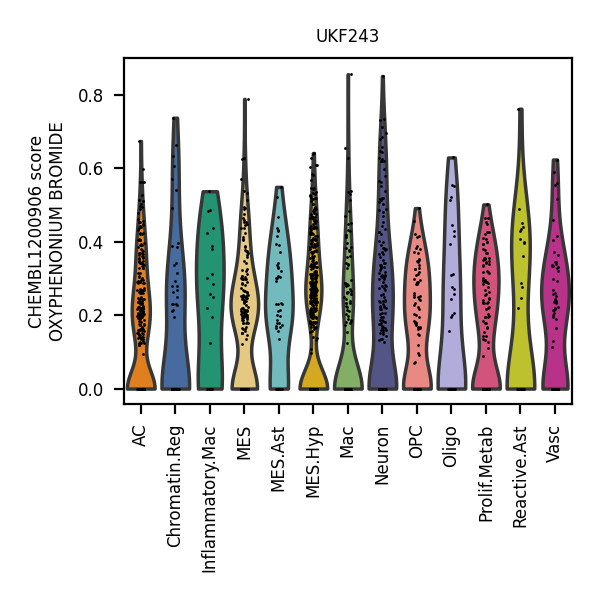 UKF243
CHEMBL1200906 score
OXYPHENONIUM BROMIDE
0.8
0.6
0.4
0.2
0.0
AC
Chromatin.Reg
Inflammatory.Mac
MES
MES.Ast
MES.Hyp
Mac
Neuron
OPC
Oligo
Prolif.Metab
Reactive.Ast
Vasc